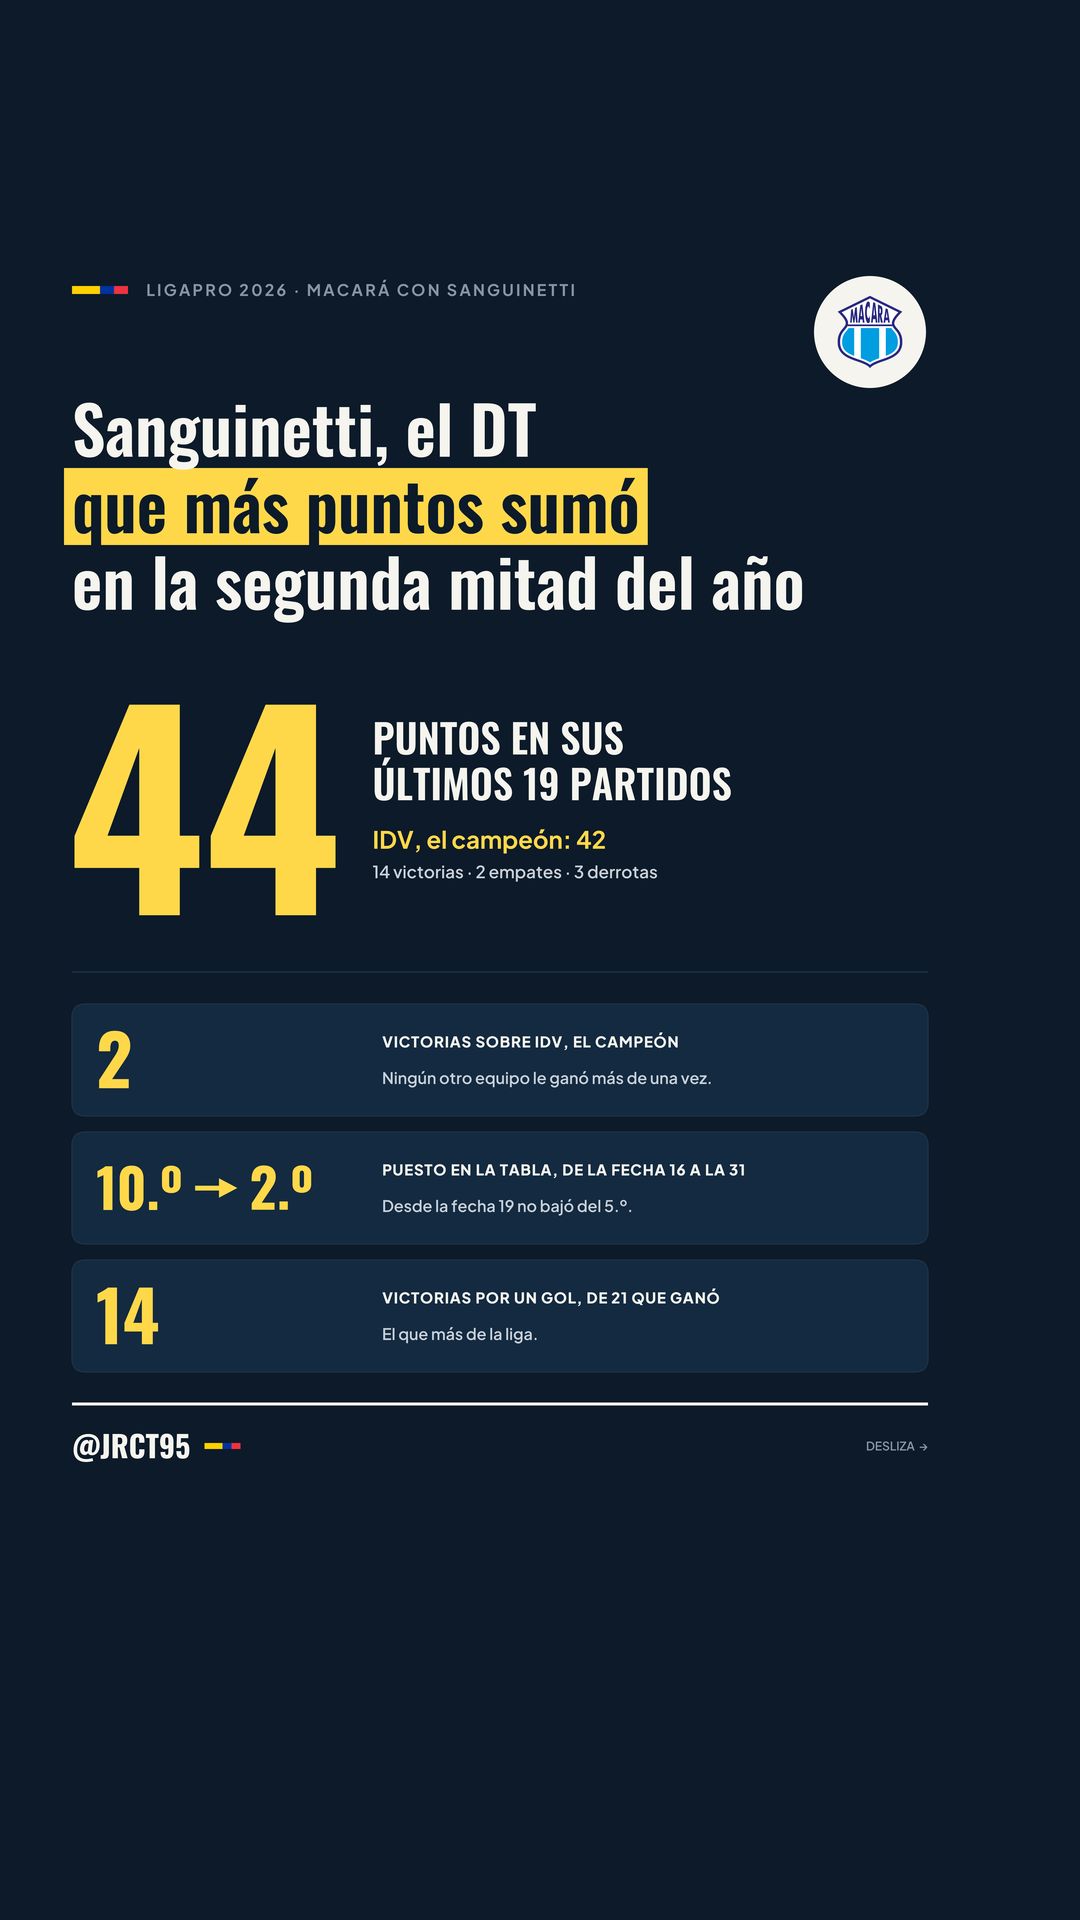 LIGAPRO 2026 · MACARÁ CON SANGUINETTI
MACARA
Sanguinetti, el DT
que más puntos sumó
en la segunda mitad del año
44
PUNTOS EN SUS
ÚLTIMOS 19 PARTIDOS
IDV, el campeón: 42
14 victorias · 2 empates · 3 derrotas
2
VICTORIAS SOBRE IDV, EL CAMPEÓN
Ningún otro equipo le ganó más de una vez.
10.º → 2.º
PUESTO EN LA TABLA, DE LA FECHA 16 A LA 31
Desde la fecha 19 no bajó del 5.º.
14
VICTORIAS POR UN GOL, DE 21 QUE GANÓ
El que más de la liga.
@JRCT95
DESLIZA →